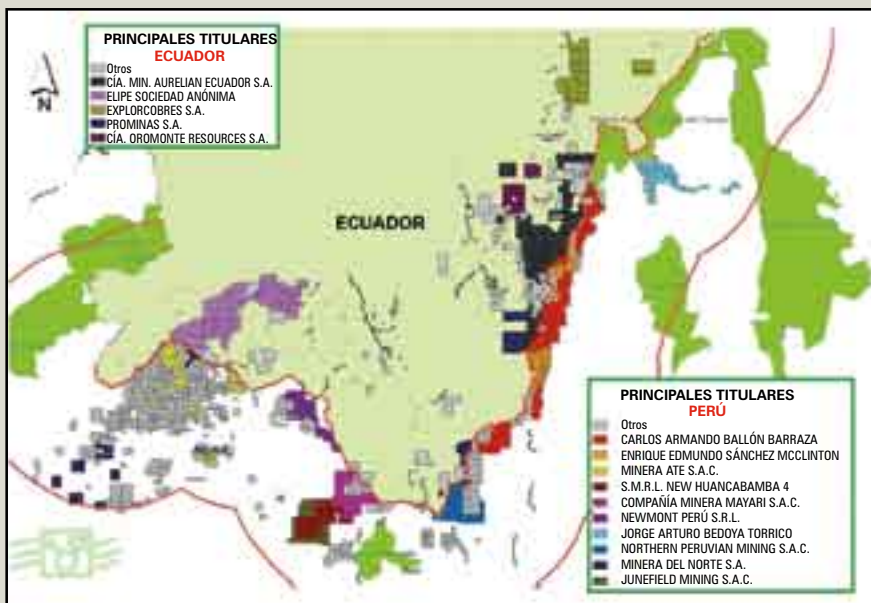 PRINCIPALES TITULARES
ECUADOR
Otros
CÍA. MIN. AURELIAN ECUADOR S.A.
ELIPE SOCIEDAD ANÓNIMA
EXPLORCOBRES S.A.
PROMINAS S.A.
CÍA. OROMONTE RESOURCES S.A.
N
ECUADOR
PRINCIPALES TITULARES
PERÚ
Otros
CARLOS ARMANDO BALLÓN BARRAZA
ENRIQUE EDMUNDO SÁNCHEZ MCCLINTON
MINERA ATE S.A.C.
S.M.R.L. NEW HUANCABAMBA 4
COMPAÑÍA MINERA MAYARI S.A.C.
NEWMONT PERÚ S.R.L.
JORGE ARTURO BEDOYA TORRICO
NORTHERN PERUVIAN MINING S.A.C.
MINERA DEL NORTE S.A.
JUNEFIELD MINING S.A.C.